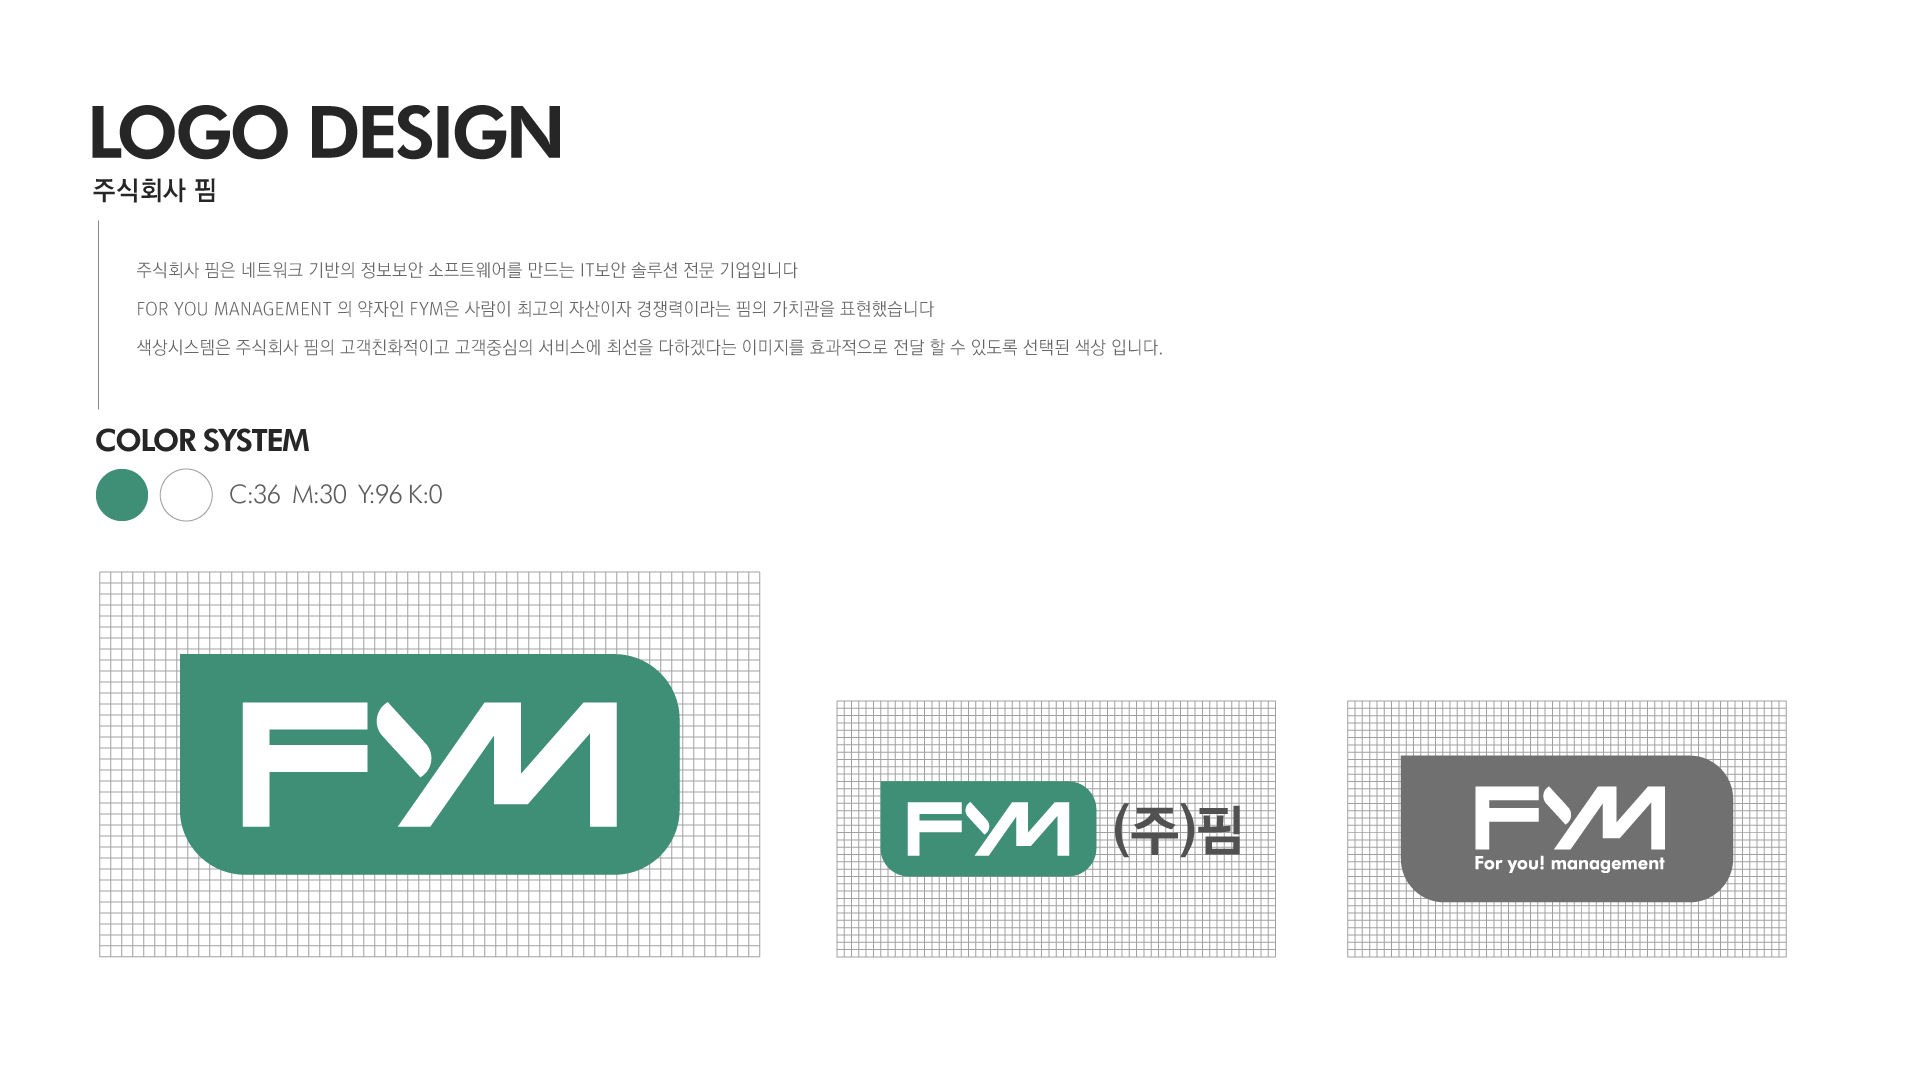 LOGO DESIGN
주식회사 핌
주식회사 핌은 네트워크 기반의 정보보안 소프트웨어를 만드는 IT보안 솔루션 전문 기업입니다
FOR YOU MANAGEMENT 의 약자인 FYM은 사람이 최고의 자산이자 경쟁력이라는 핌의 가치관을 표현했습니다
색상시스템은 주식회사 핌의 고객친화적이고 고객중심의 서비스에 최선을 다하겠다는 이미지를 효과적으로 전달 할 수 있도록 선택된 색상 입니다.
COLOR SYSTEM
C:36 M:30 Y:96 K:0
FYM
FYM (주)핌
FYM
For you! management